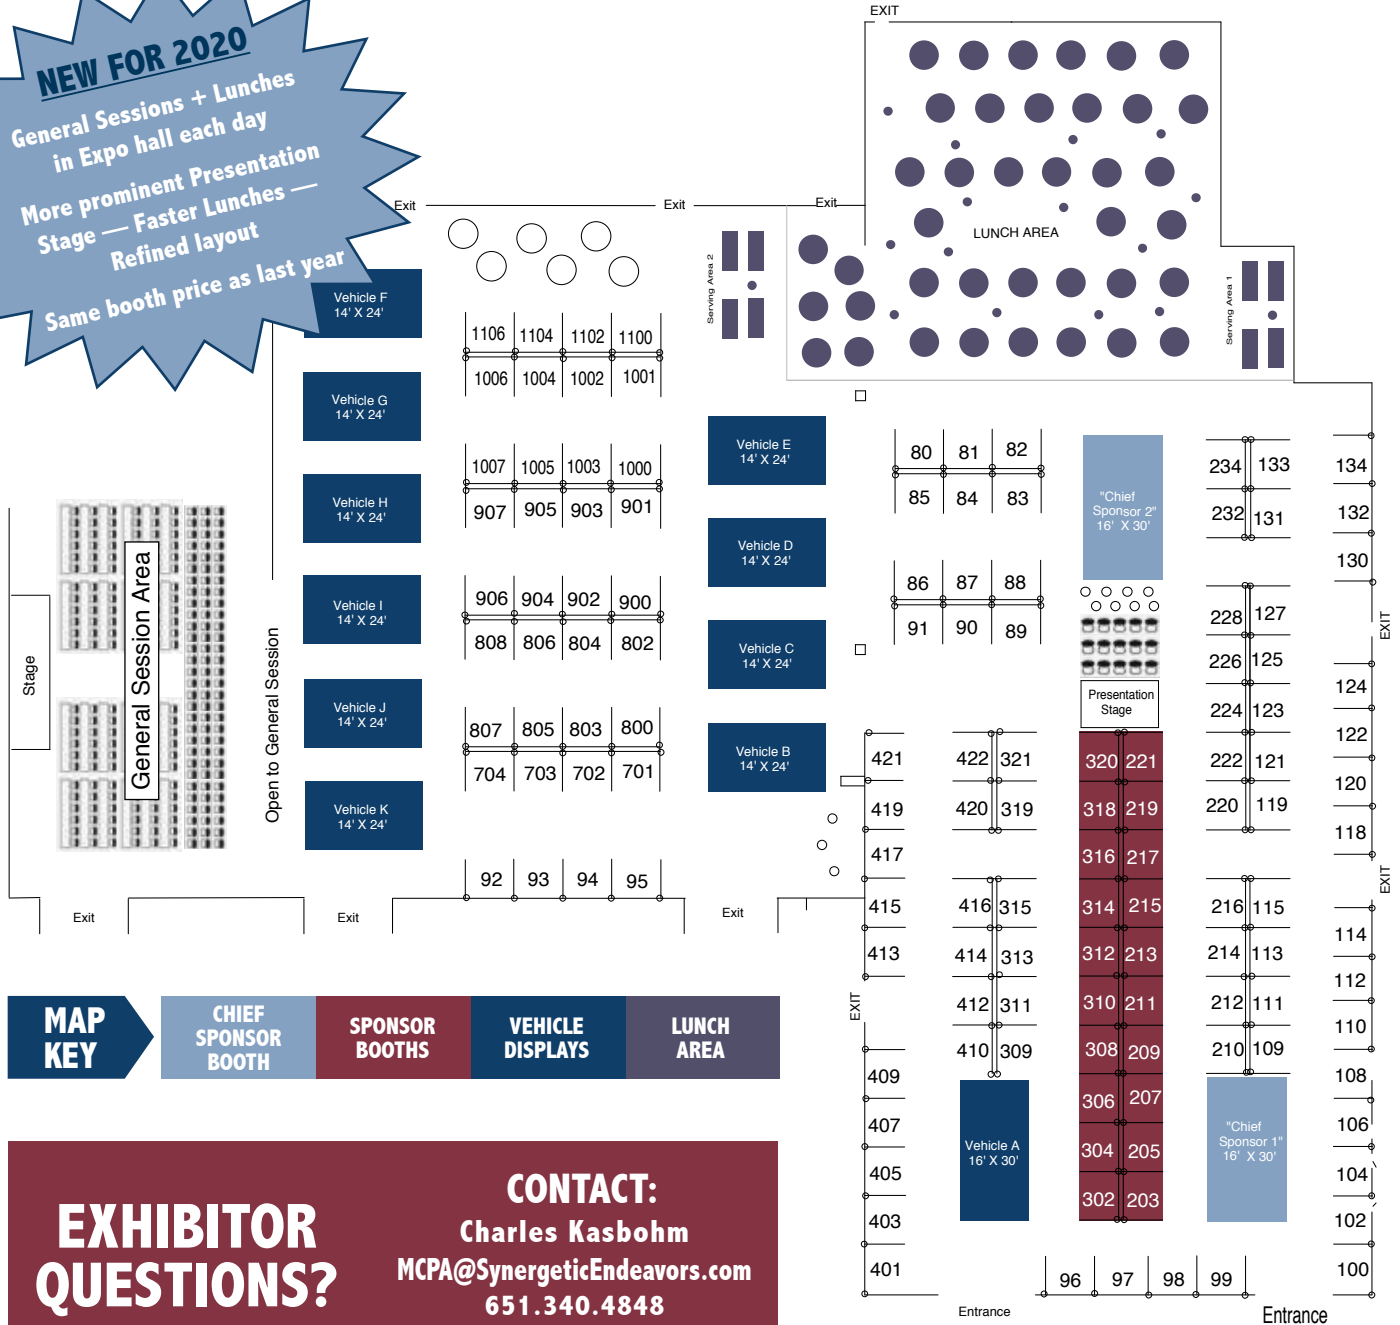 NEW FOR 2020
General Sessions + Lunches
in Expo hall each day
More prominent Presentation
Stage — Faster Lunches —
Refined layout
Same booth price as last year
EXIT
Exit
Exit
Exit
LUNCH AREA
Serving Area 2
Serving Area 1
Vehicle F
14' X 24'
Vehicle G
14' X 24'
Vehicle H
14' X 24'
Vehicle I
14' X 24'
Vehicle J
14' X 24'
Vehicle K
14' X 24'
Stage
General Session Area
Open to General Session
1106 1104 1102 1100
1006 1004 1002 1001
1007 1005 1003 1000
907 905 903 901
906 904 902 900
808 806 804 802
807 805 803 800
704 703 702 701
92 93 94 95
Exit
Exit
Exit
Vehicle E
14' X 24'
Vehicle D
14' X 24'
Vehicle C
14' X 24'
Vehicle B
14' X 24'
80 81 82
85 84 83
86 87 88
91 90 89
"Chief
Sponsor 2"
16' X 30'
Presentation
Stage
234 133
232 131
228 127
226 125
224 123
222 121
220 119
216 115
214 113
212 111
210 109
134
132
130
EXIT
124
122
120
118
EXIT
114
112
110
108
106
104
102
100
421
419
417
415
413
EXIT
409
407
405
403
401
422 321
420 319
416 315
414 313
412 311
410 309
Vehicle A
16' X 30'
320 221
318 219
316 217
314 215
312 213
310 211
308 209
306 207
304 205
302 203
"Chief
Sponsor 1"
16' X 30'
96 97 98 99
Entrance
Entrance
MAP
KEY
CHIEF
SPONSOR
BOOTH
SPONSOR
BOOTHS
VEHICLE
DISPLAYS
LUNCH
AREA
EXHIBITOR
QUESTIONS?
CONTACT:
Charles Kasbohm
MCPA@SynergeticEndeavors.com
651.340.4848